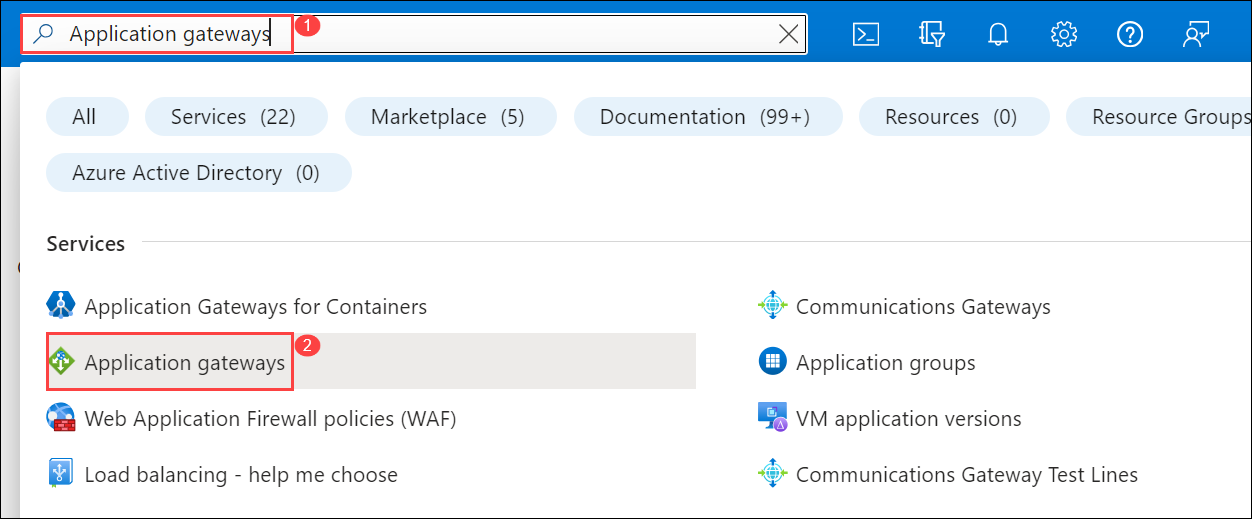 Application gateways
1
All
Services (22)
Marketplace (5)
Documentation (99+)
Resources (0)
Resource Groups
Azure Active Directory (0)
Services
Application Gateways for Containers
Communications Gateways
Application gateways
2
Application groups
Web Application Firewall policies (WAF)
VM application versions
Load balancing - help me choose
Communications Gateway Test Lines